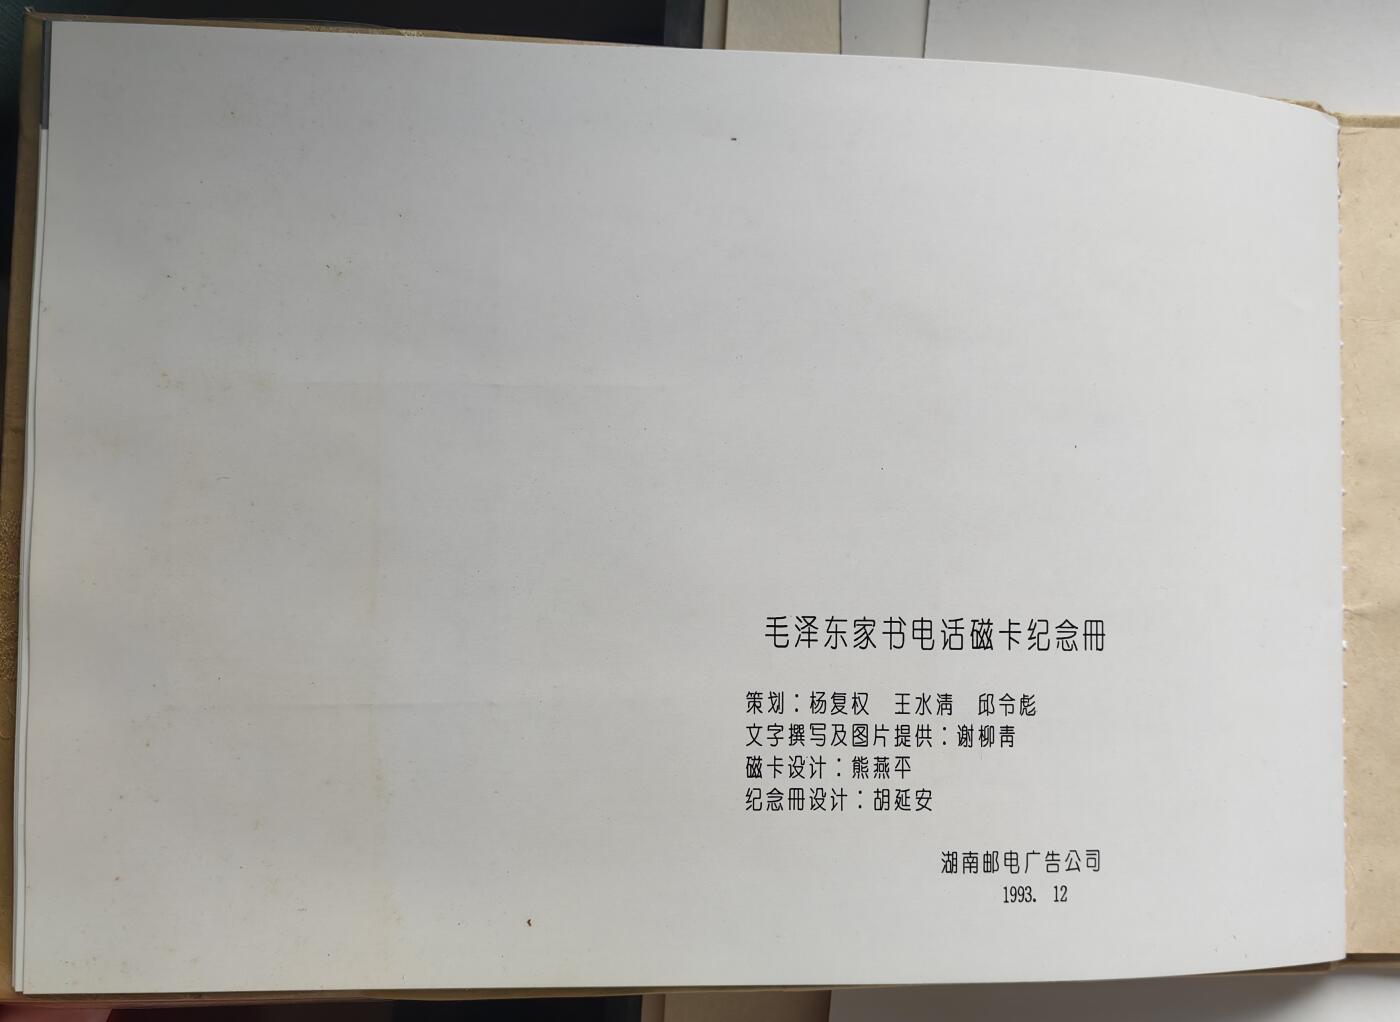 毛泽东家书电话磁卡纪念冊
策划：杨复权　王水清　邱令彪
文字撰写及图片提供：谢柳青
磁卡设计：熊燕平
纪念冊设计：胡延安
湖南邮电广告公司
1993. 12